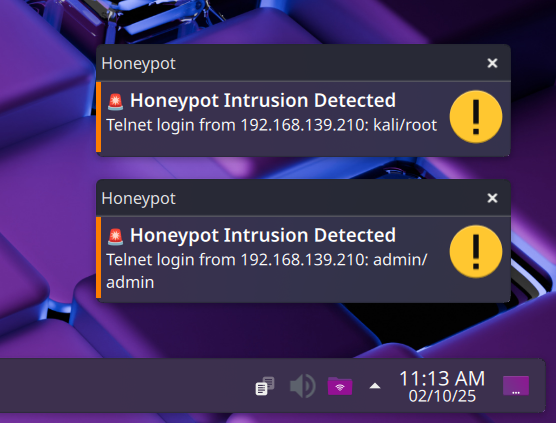 Honeypot
🚨 Honeypot Intrusion Detected
Telnet login from 192.168.139.210: kali/root
Honeypot
🚨 Honeypot Intrusion Detected
Telnet login from 192.168.139.210: admin/
admin
11:13 AM
02/10/25